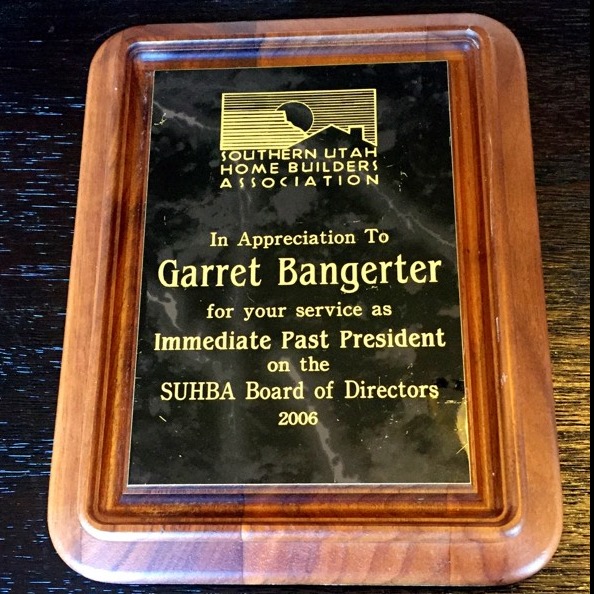 SOUTHERN UTAH
HOME BUILDERS
ASSOCIATION
In Appreciation To
Garret Bangerter
for your service as
Immediate Past President
on the
SUHBA Board of Directors
2006